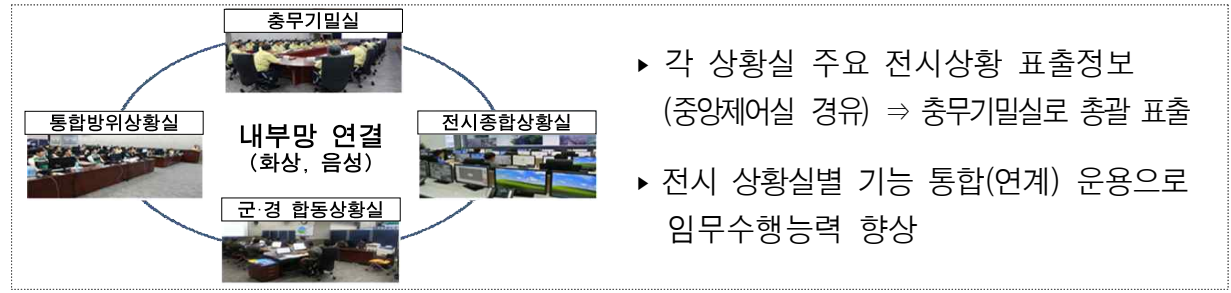 충무기밀실
통합방위상황실
내부망 연결
(화상, 음성)
전시종합상황실
군·경 합동상황실
▸ 각 상황실 주요 전시상황 표출정보
(중앙제어실 경유) ⇒ 충무기밀실로 총괄 표출
▸ 전시 상황실별 기능 통합(연계) 운용으로
임무수행능력 향상